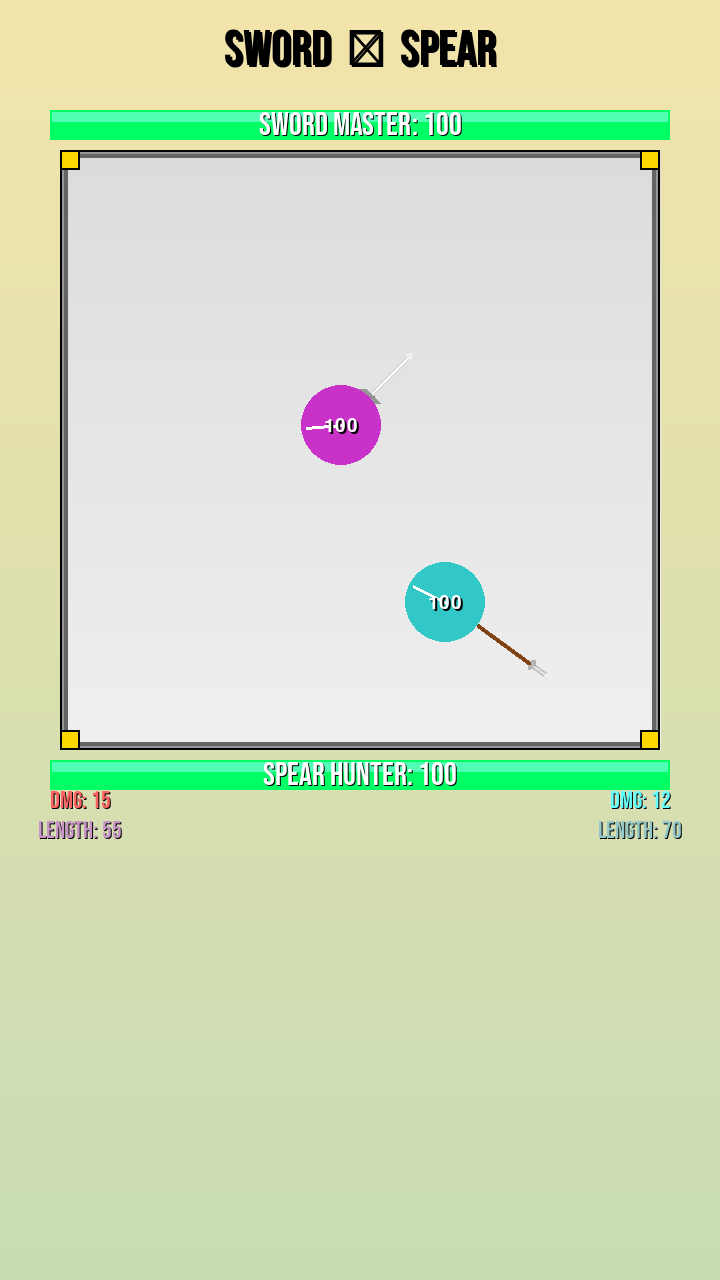 SWORD ☒ SPEAR
SWORD MASTER: 100
100
100
SPEAR HUNTER: 100
DMG: 15
DMG: 12
LENGTH: 55
LENGTH: 70